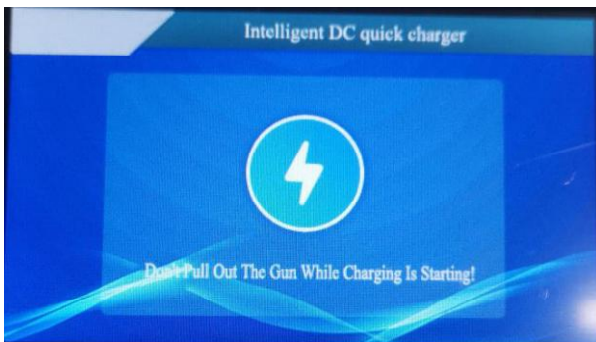 Intelligent DC quick charger
Don't Pull Out The Gun While Charging Is Starting!